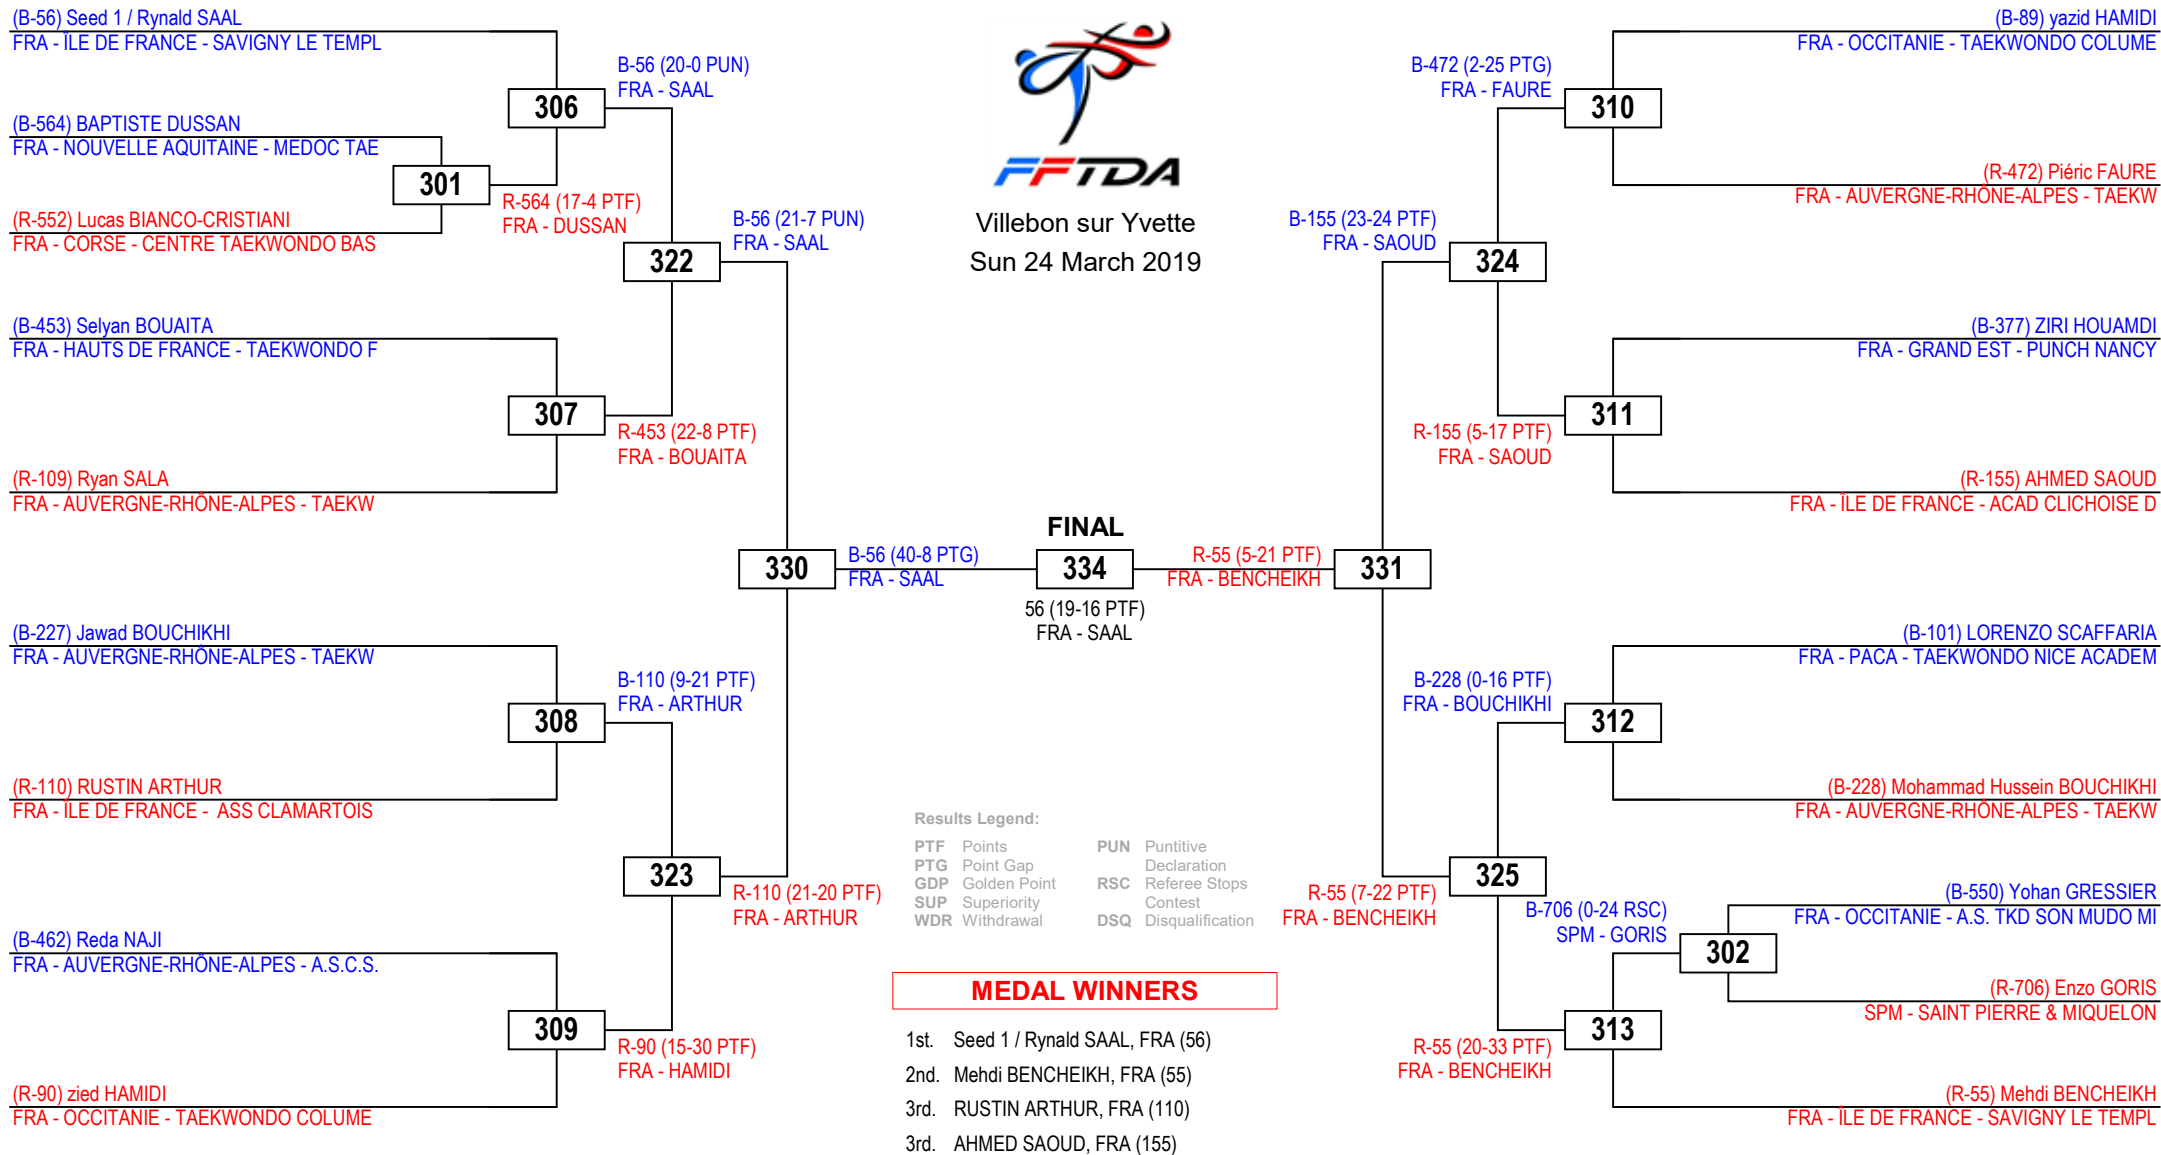 (B-56) Seed 1 / Rynald SAAL
FRA - ÎLE DE FRANCE - SAVIGNY LE TEMPL
(B-564) BAPTISTE DUSSAN
FRA - NOUVELLE AQUITAINE - MEDOC TAE
(R-552) Lucas BIANCO-CRISTIANI
FRA - CORSE - CENTRE TAEKWONDO BAS
(B-453) Selyan BOUAITA
FRA - HAUTS DE FRANCE - TAEKWONDO F
(R-109) Ryan SALA
FRA - AUVERGNE-RHÔNE-ALPES - TAEKW
(B-227) Jawad BOUCHIKHI
FRA - AUVERGNE-RHÔNE-ALPES - TAEKW
(R-110) RUSTIN ARTHUR
FRA - ÎLE DE FRANCE - ASS CLAMARTOIS
(B-462) Reda NAJI
FRA - AUVERGNE-RHÔNE-ALPES - A.S.C.S.
(R-90) zied HAMIDI
FRA - OCCITANIE - TAEKWONDO COLUME
301
R-564 (17-4 PTF)
FRA - DUSSAN
306
B-56 (20-0 PUN)
FRA - SAAL
307
R-453 (22-8 PTF)
FRA - BOUAITA
308
B-110 (9-21 PTF)
FRA - ARTHUR
309
R-90 (15-30 PTF)
FRA - HAMIDI
322
B-56 (21-7 PUN)
FRA - SAAL
323
R-110 (21-20 PTF)
FRA - ARTHUR
330
B-56 (40-8 PTG)
FRA - SAAL
FFTDA
Villebon sur Yvette
Sun 24 March 2019
FINAL
334
56 (19-16 PTF)
FRA - SAAL
R-55 (5-21 PTF)
FRA - BENCHEIKH
331
B-155 (23-24 PTF)
FRA - SAOUD
324
R-55 (7-22 PTF)
FRA - BENCHEIKH
325
B-472 (2-25 PTG)
FRA - FAURE
310
R-155 (5-17 PTF)
FRA - SAOUD
311
B-228 (0-16 PTF)
FRA - BOUCHIKHI
312
B-706 (0-24 RSC)
SPM - GORIS
302
R-55 (20-33 PTF)
FRA - BENCHEIKH
313
(B-89) yazid HAMIDI
FRA - OCCITANIE - TAEKWONDO COLUME
(R-472) Piéric FAURE
FRA - AUVERGNE-RHÔNE-ALPES - TAEKW
(B-377) ZIRI HOUAMDI
FRA - GRAND EST - PUNCH NANCY
(R-155) AHMED SAOUD
FRA - ÎLE DE FRANCE - ACAD CLICHOISE D
(B-101) LORENZO SCAFFARIA
FRA - PACA - TAEKWONDO NICE ACADEM
(B-228) Mohammad Hussein BOUCHIKHI
FRA - AUVERGNE-RHÔNE-ALPES - TAEKW
(B-550) Yohan GRESSIER
FRA - OCCITANIE - A.S. TKD SON MUDO MI
(R-706) Enzo GORIS
SPM - SAINT PIERRE & MIQUELON
(R-55) Mehdi BENCHEIKH
FRA - ÎLE DE FRANCE - SAVIGNY LE TEMPL
Results Legend:
PTF Points
PTG Point Gap
GDP Golden Point
SUP Superiority
WDR Withdrawal
PUN Puntitive
Declaration
RSC Referee Stops
Contest
DSQ Disqualification
MEDAL WINNERS
1st. Seed 1 / Rynald SAAL, FRA (56)
2nd. Mehdi BENCHEIKH, FRA (55)
3rd. RUSTIN ARTHUR, FRA (110)
3rd. AHMED SAOUD, FRA (155)